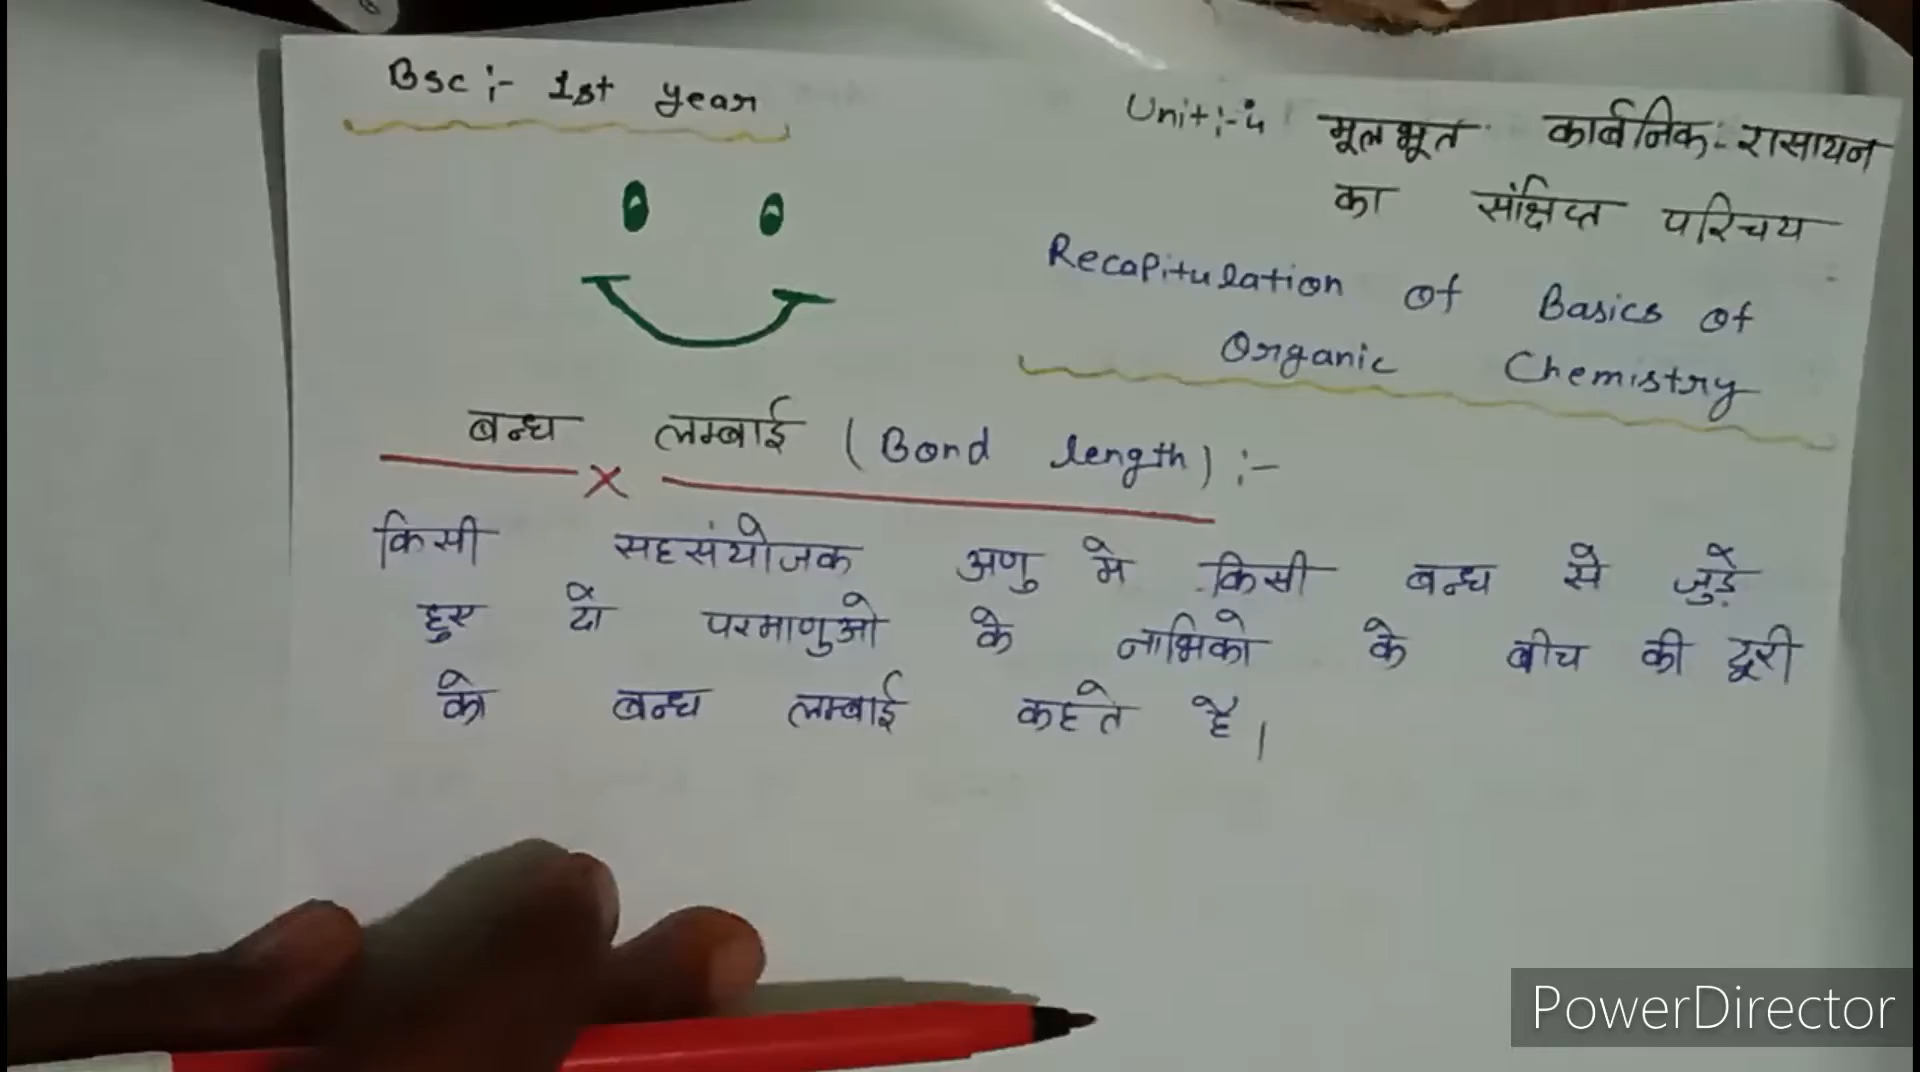 Bsc :- 1st year
Unit :- 4 मूलभूत कार्बनिक - रासायन
का संक्षिप्त परिचय
Recapitulation of Basics of
Organic Chemistry
बन्ध लम्बाई ( Bond length ) :-
किसी सहसंयोजक अणु मे किसी बन्ध से जुड़े
हुए दो परमाणुओ के नाभिको के बीच की दूरी
को बन्ध लम्बाई कहते है।
PowerDirector